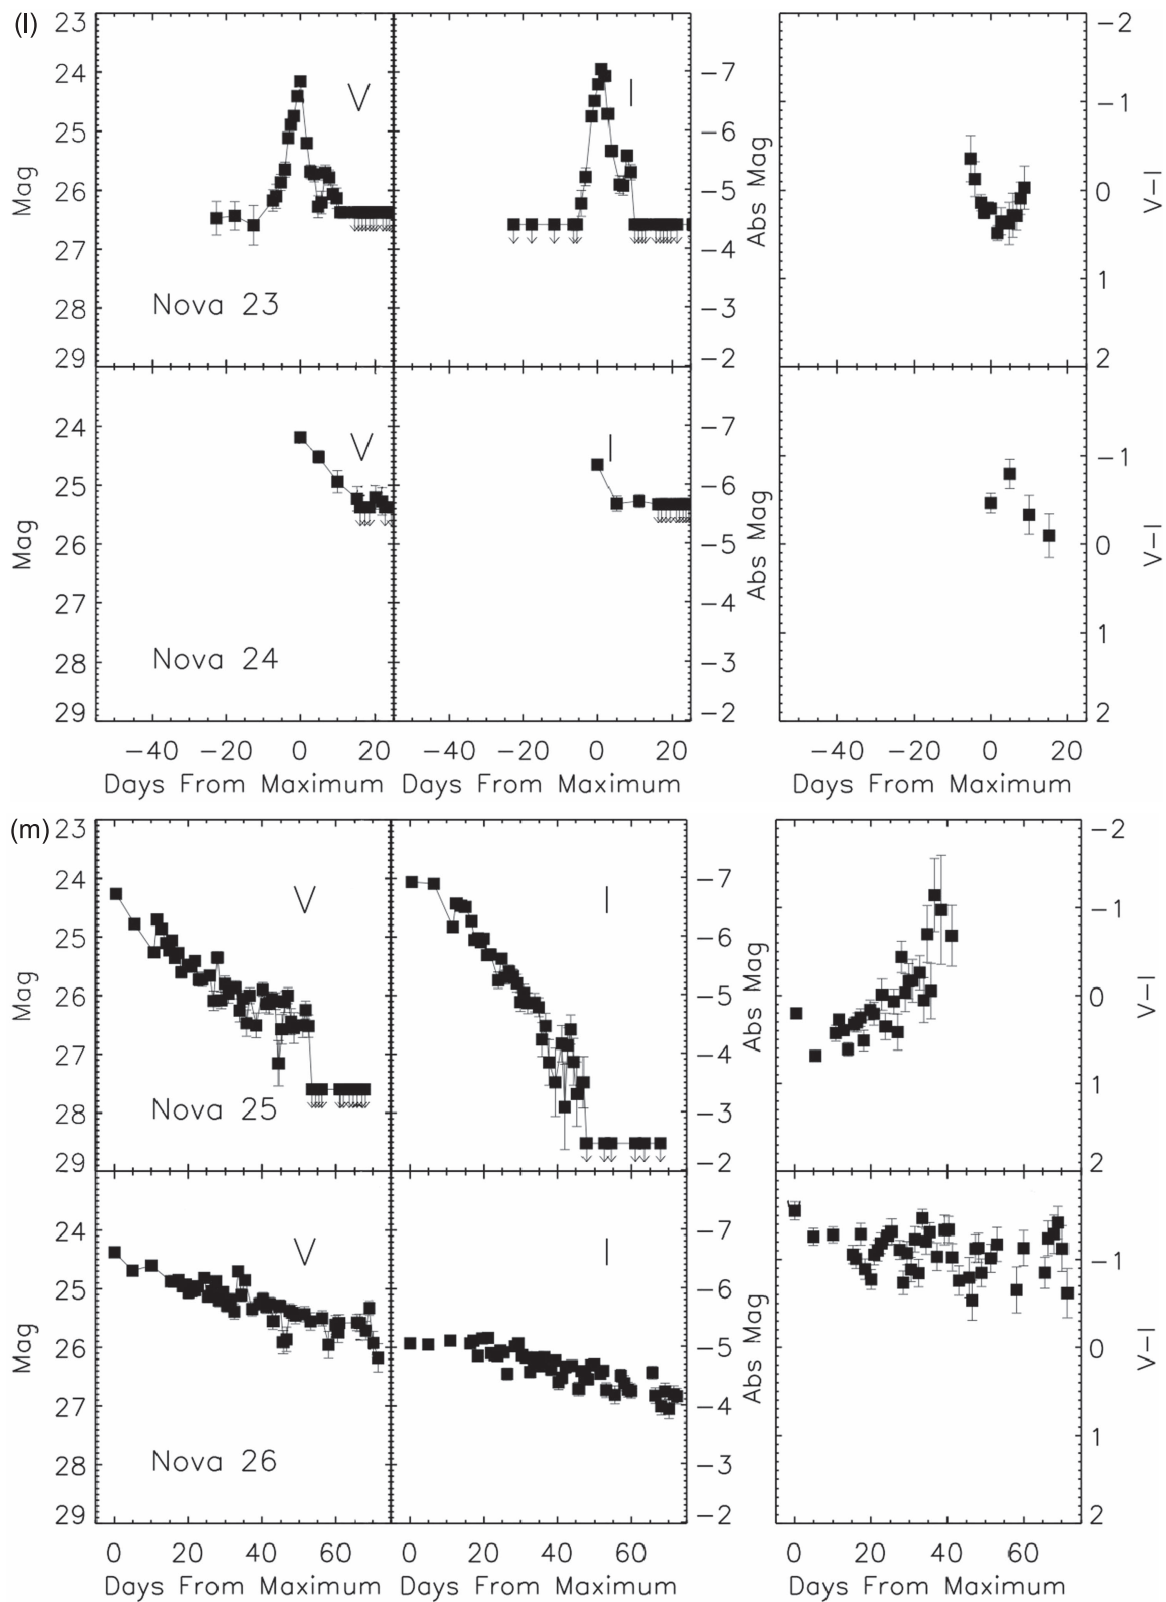 (l)
23
24
25
26
27
28
29
Mag
V
Nova 23
I
−7
−6
−5
−4
−3
−2
Abs Mag
−2
−1
0
1
2
V−I
24
25
26
27
28
29
Mag
V
Nova 24
I
−7
−6
−5
−4
−3
−2
Abs Mag
−1
0
1
2
V−I
−40 −20 0 20 −40 −20 0 20 −40 −20 0 20
Days From Maximum Days From Maximum Days From Maximum
(m)
23
24
25
26
27
28
29
Mag
V
Nova 25
I
−7
−6
−5
−4
−3
−2
Abs Mag
−2
−1
0
1
2
V−I
24
25
26
27
28
29
Mag
V
Nova 26
I
−7
−6
−5
−4
−3
−2
Abs Mag
−1
0
1
2
V−I
0 20 40 60 0 20 40 60 0 20 40 60
Days From Maximum Days From Maximum Days From Maximum